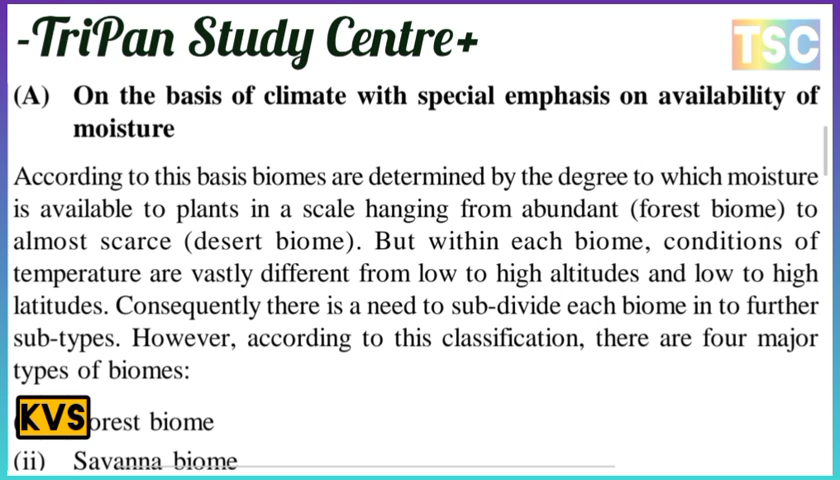 -TriPan Study Centre+
TSC
(A) On the basis of climate with special emphasis on availability of
moisture
According to this basis biomes are determined by the degree to which moisture
is available to plants in a scale hanging from abundant (forest biome) to
almost scarce (desert biome). But within each biome, conditions of
temperature are vastly different from low to high altitudes and low to high
latitudes. Consequently there is a need to sub-divide each biome in to further
sub-types. However, according to this classification, there are four major
types of biomes:
KVS orest biome
(ii) Savanna biome